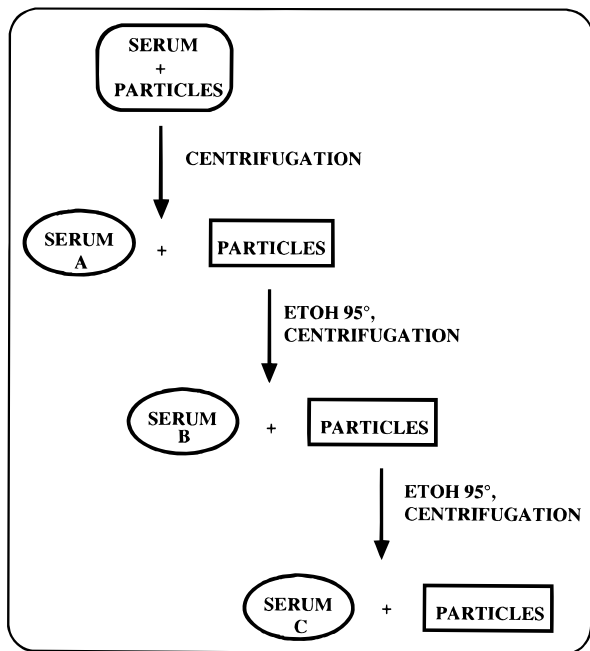 SERUM
+
PARTICLES
CENTRIFUGATION
SERUM
A
+
PARTICLES
ETOH 95°,
CENTRIFUGATION
SERUM
B
+
PARTICLES
ETOH 95°,
CENTRIFUGATION
SERUM
C
+
PARTICLES